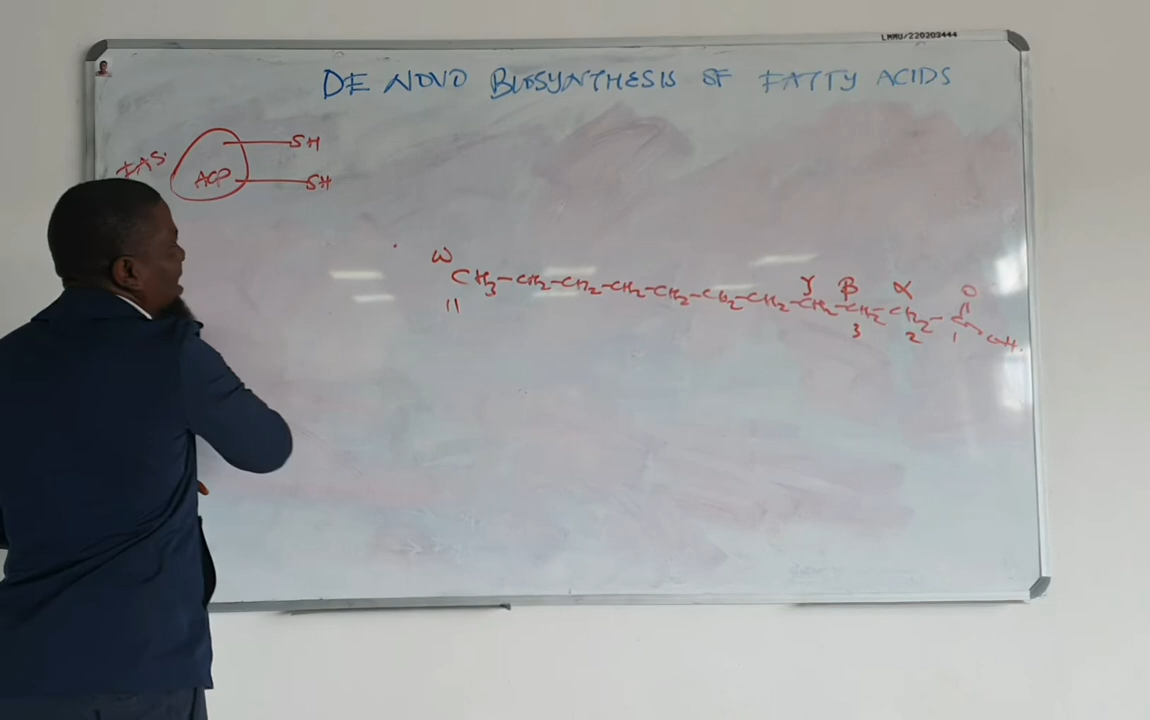 LMMU/220203444
DE NOVO BIOSYNTHESIS OF FATTY ACIDS
FAS.
SH
ACP
SH
ω γ β α O
CH3-CH2-CH2-CH2-CH2-CH2-CH2-CH2-CH2-CH2-C-OH.
11 3 2 1